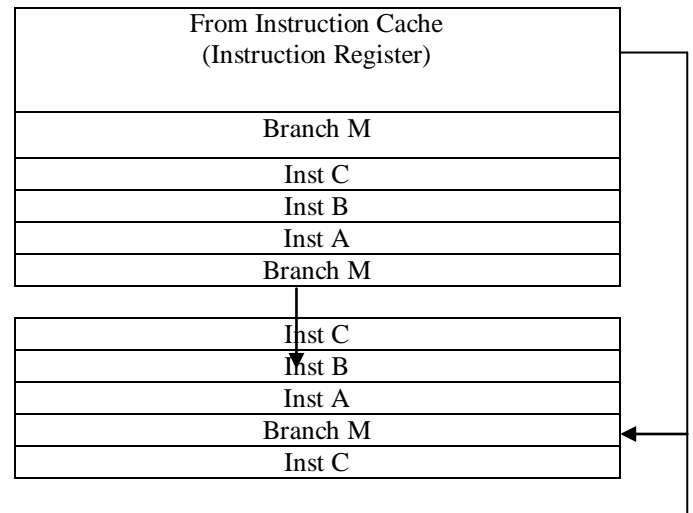 From Instruction Cache
(Instruction Register)
Branch M
Inst C
Inst B
Inst A
Branch M
Inst C
Inst B
Inst A
Branch M
Inst C